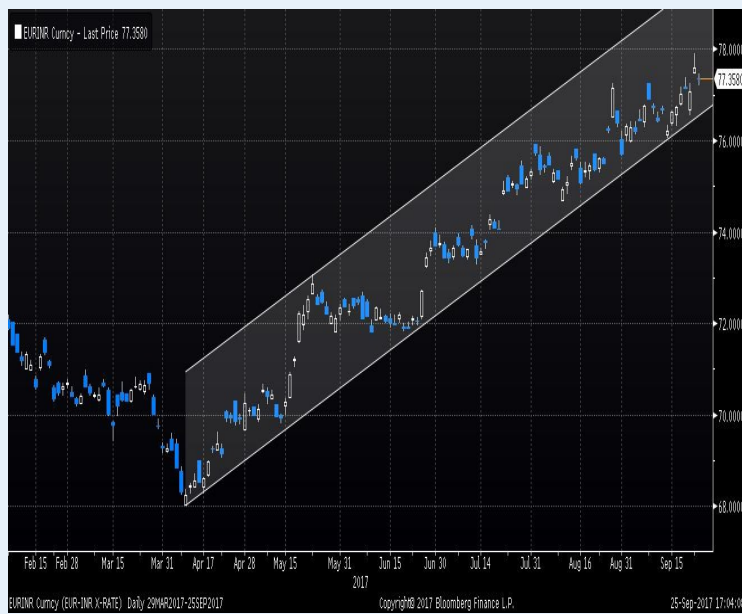 EURINR Curncy - Last Price 77.3580
78.0000
77.3580
76.0000
74.0000
72.0000
70.0000
68.0000
Feb 15 Feb 28 Mar 15 Mar 31 Apr 17 Apr 28 May 15 May 31 Jun 15 Jun 30 Jul 14 Jul 31 Aug 16 Aug 31 Sep 15
2017
EURINR Curncy (EUR-INR X-RATE) Daily 29MAR2017-25SEP2017 Copyright© 2017 Bloomberg Finance L.P. 25-Sep-2017 17:04:08